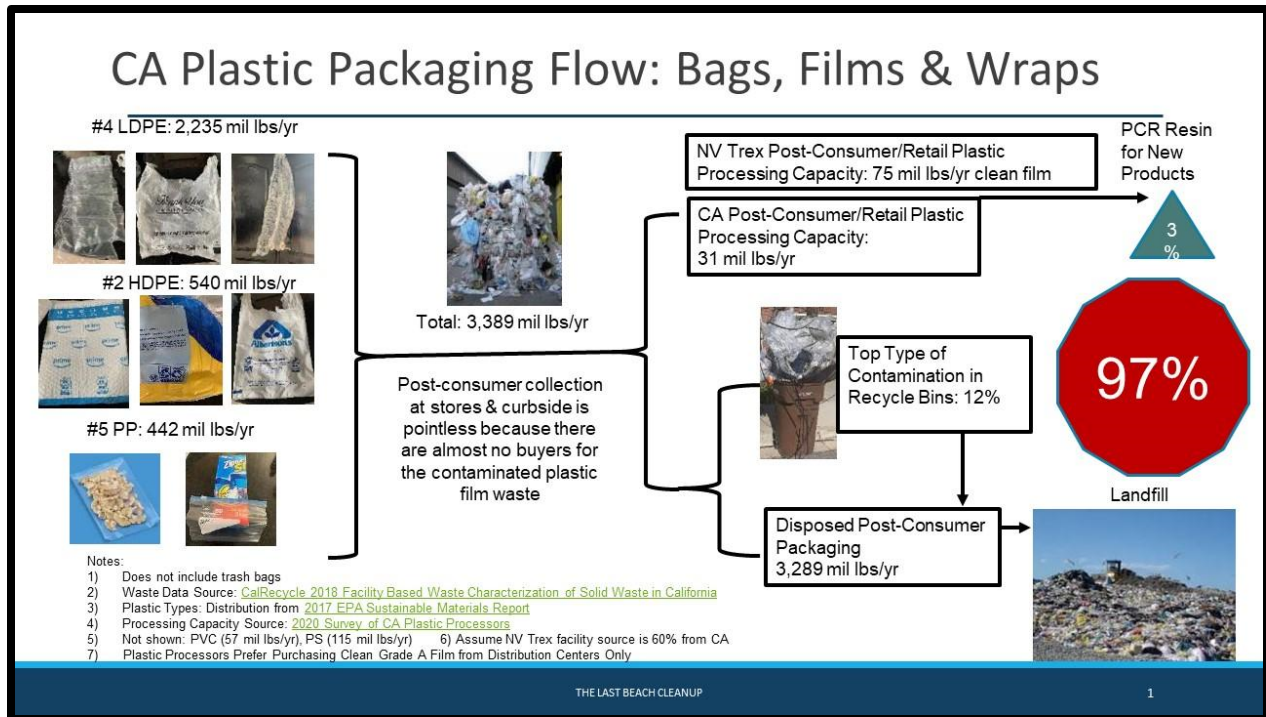 CA Plastic Packaging Flow: Bags, Films & Wraps
#4 LDPE: 2,235 mil lbs/yr
#2 HDPE: 540 mil lbs/yr
prime
Albertsons
#5 PP: 442 mil lbs/yr
Total: 3,389 mil lbs/yr
Post-consumer collection
at stores & curbside is
pointless because there
are almost no buyers for
the contaminated plastic
film waste
NV Trex Post-Consumer/Retail Plastic
Processing Capacity: 75 mil lbs/yr clean film
CA Post-Consumer/Retail Plastic
Processing Capacity:
31 mil lbs/yr
PCR Resin
for New
Products
3
%
Top Type of
Contamination in
Recycle Bins: 12%
97%
Disposed Post-Consumer
Packaging
3,289 mil lbs/yr
Landfill
Notes:
1) Does not include trash bags
2) Waste Data Source: CalRecycle 2018 Facility Based Waste Characterization of Solid Waste in California
3) Plastic Types: Distribution from 2017 EPA Sustainable Materials Report
4) Processing Capacity Source: 2020 Survey of CA Plastic Processors
5) Not shown: PVC (57 mil lbs/yr), PS (115 mil lbs/yr) 6) Assume NV Trex facility source is 60% from CA
7) Plastic Processors Prefer Purchasing Clean Grade A Film from Distribution Centers Only
THE LAST BEACH CLEANUP
1